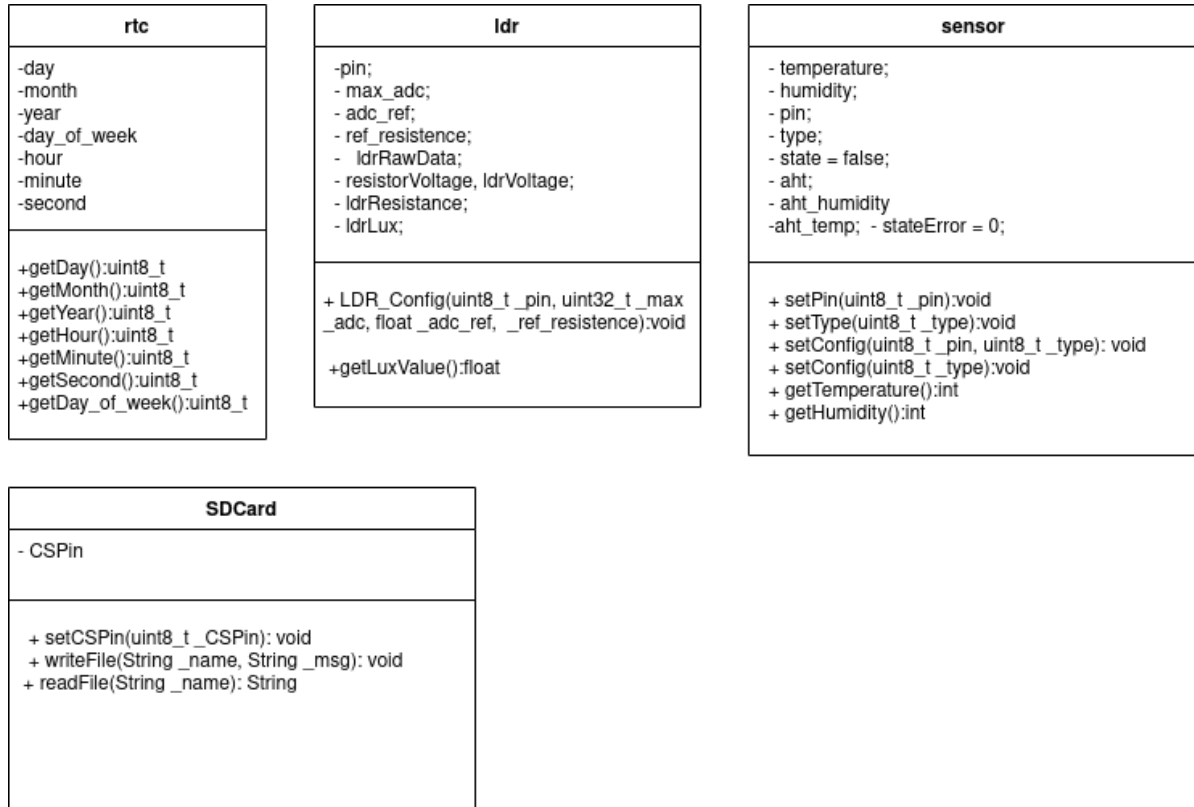 rtc
-day
-month
-year
-day_of_week
-hour
-minute
-second
+getDay():uint8_t
+getMonth():uint8_t
+getYear():uint8_t
+getHour():uint8_t
+getMinute():uint8_t
+getSecond():uint8_t
+getDay_of_week():uint8_t
ldr
-pin;
- max_adc;
- adc_ref;
- ref_resistence;
- ldrRawData;
- resistorVoltage, ldrVoltage;
- ldrResistance;
- ldrLux;
+ LDR_Config(uint8_t _pin, uint32_t _max
_adc, float _adc_ref, _ref_resistence):void
+getLuxValue():float
sensor
- temperature;
- humidity;
- pin;
- type;
- state = false;
- aht;
- aht_humidity
-aht_temp; - stateError = 0;
+ setPin(uint8_t _pin):void
+ setType(uint8_t _type):void
+ setConfig(uint8_t _pin, uint8_t _type): void
+ setConfig(uint8_t _type):void
+ getTemperature():int
+ getHumidity():int
SDCard
- CSPin
+ setCSPin(uint8_t _CSPin): void
+ writeFile(String _name, String _msg): void
+ readFile(String _name): String